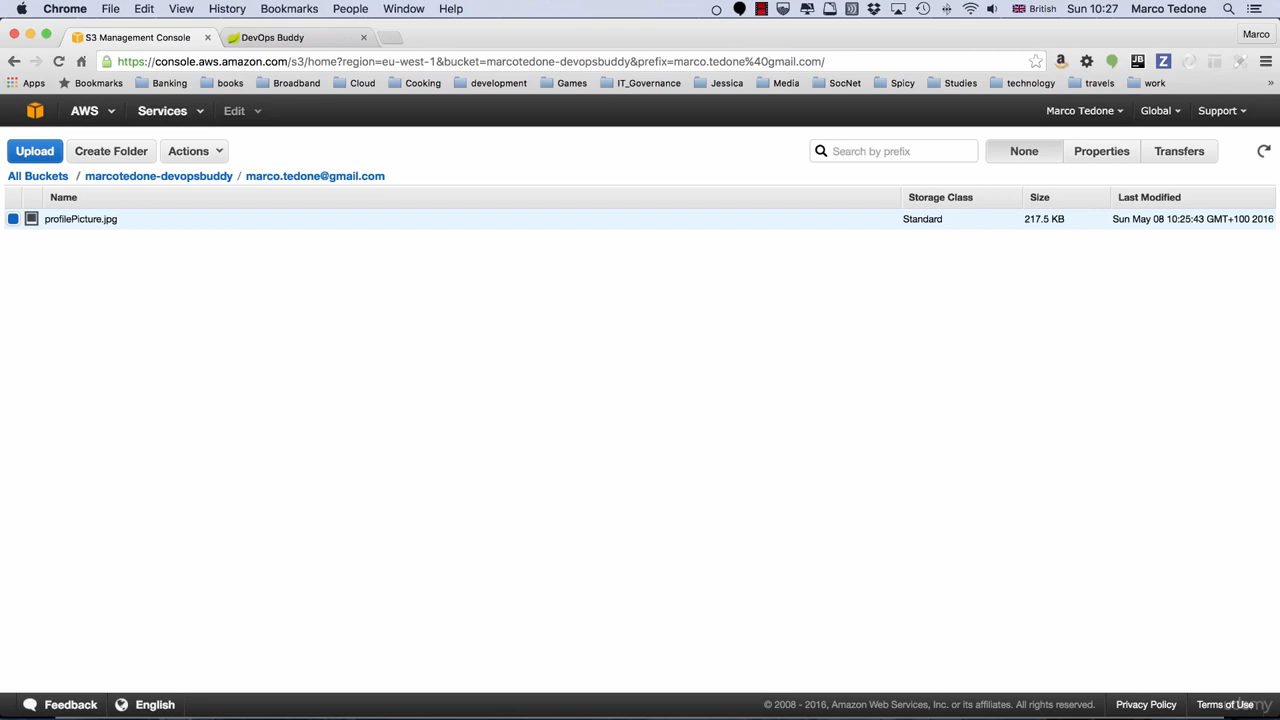 Chrome File Edit View History Bookmarks People Window Help British Sun 10:27 Marco Tedone
S3 Management Console DevOps Buddy Marco
https://console.aws.amazon.com/s3/home?region=eu-west-1&bucket=marcotedone-devopsbuddy&prefix=marco.tedone%40gmail.com/
Apps Bookmarks Banking books Broadband Cloud Cooking development Games IT_Governance Jessica Media SocNet Spicy Studies technology travels work »
AWS Services Edit Marco Tedone Global Support
Upload Create Folder Actions Search by prefix None Properties Transfers
All Buckets / marcotedone-devopsbuddy / marco.tedone@gmail.com
Name Storage Class Size Last Modified
profilePicture.jpg Standard 217.5 KB Sun May 08 10:25:43 GMT+100 2016
Feedback English © 2008 - 2016, Amazon Web Services, Inc. or its affiliates. All rights reserved. Privacy Policy Terms of Use